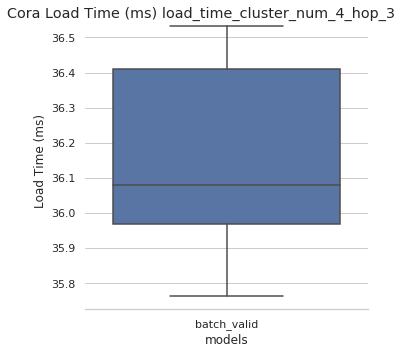 Cora Load Time (ms) load_time_cluster_num_4_hop_3
36.5
36.4
36.3
36.2
36.1
36.0
35.9
35.8
Load Time (ms)
batch_valid
models